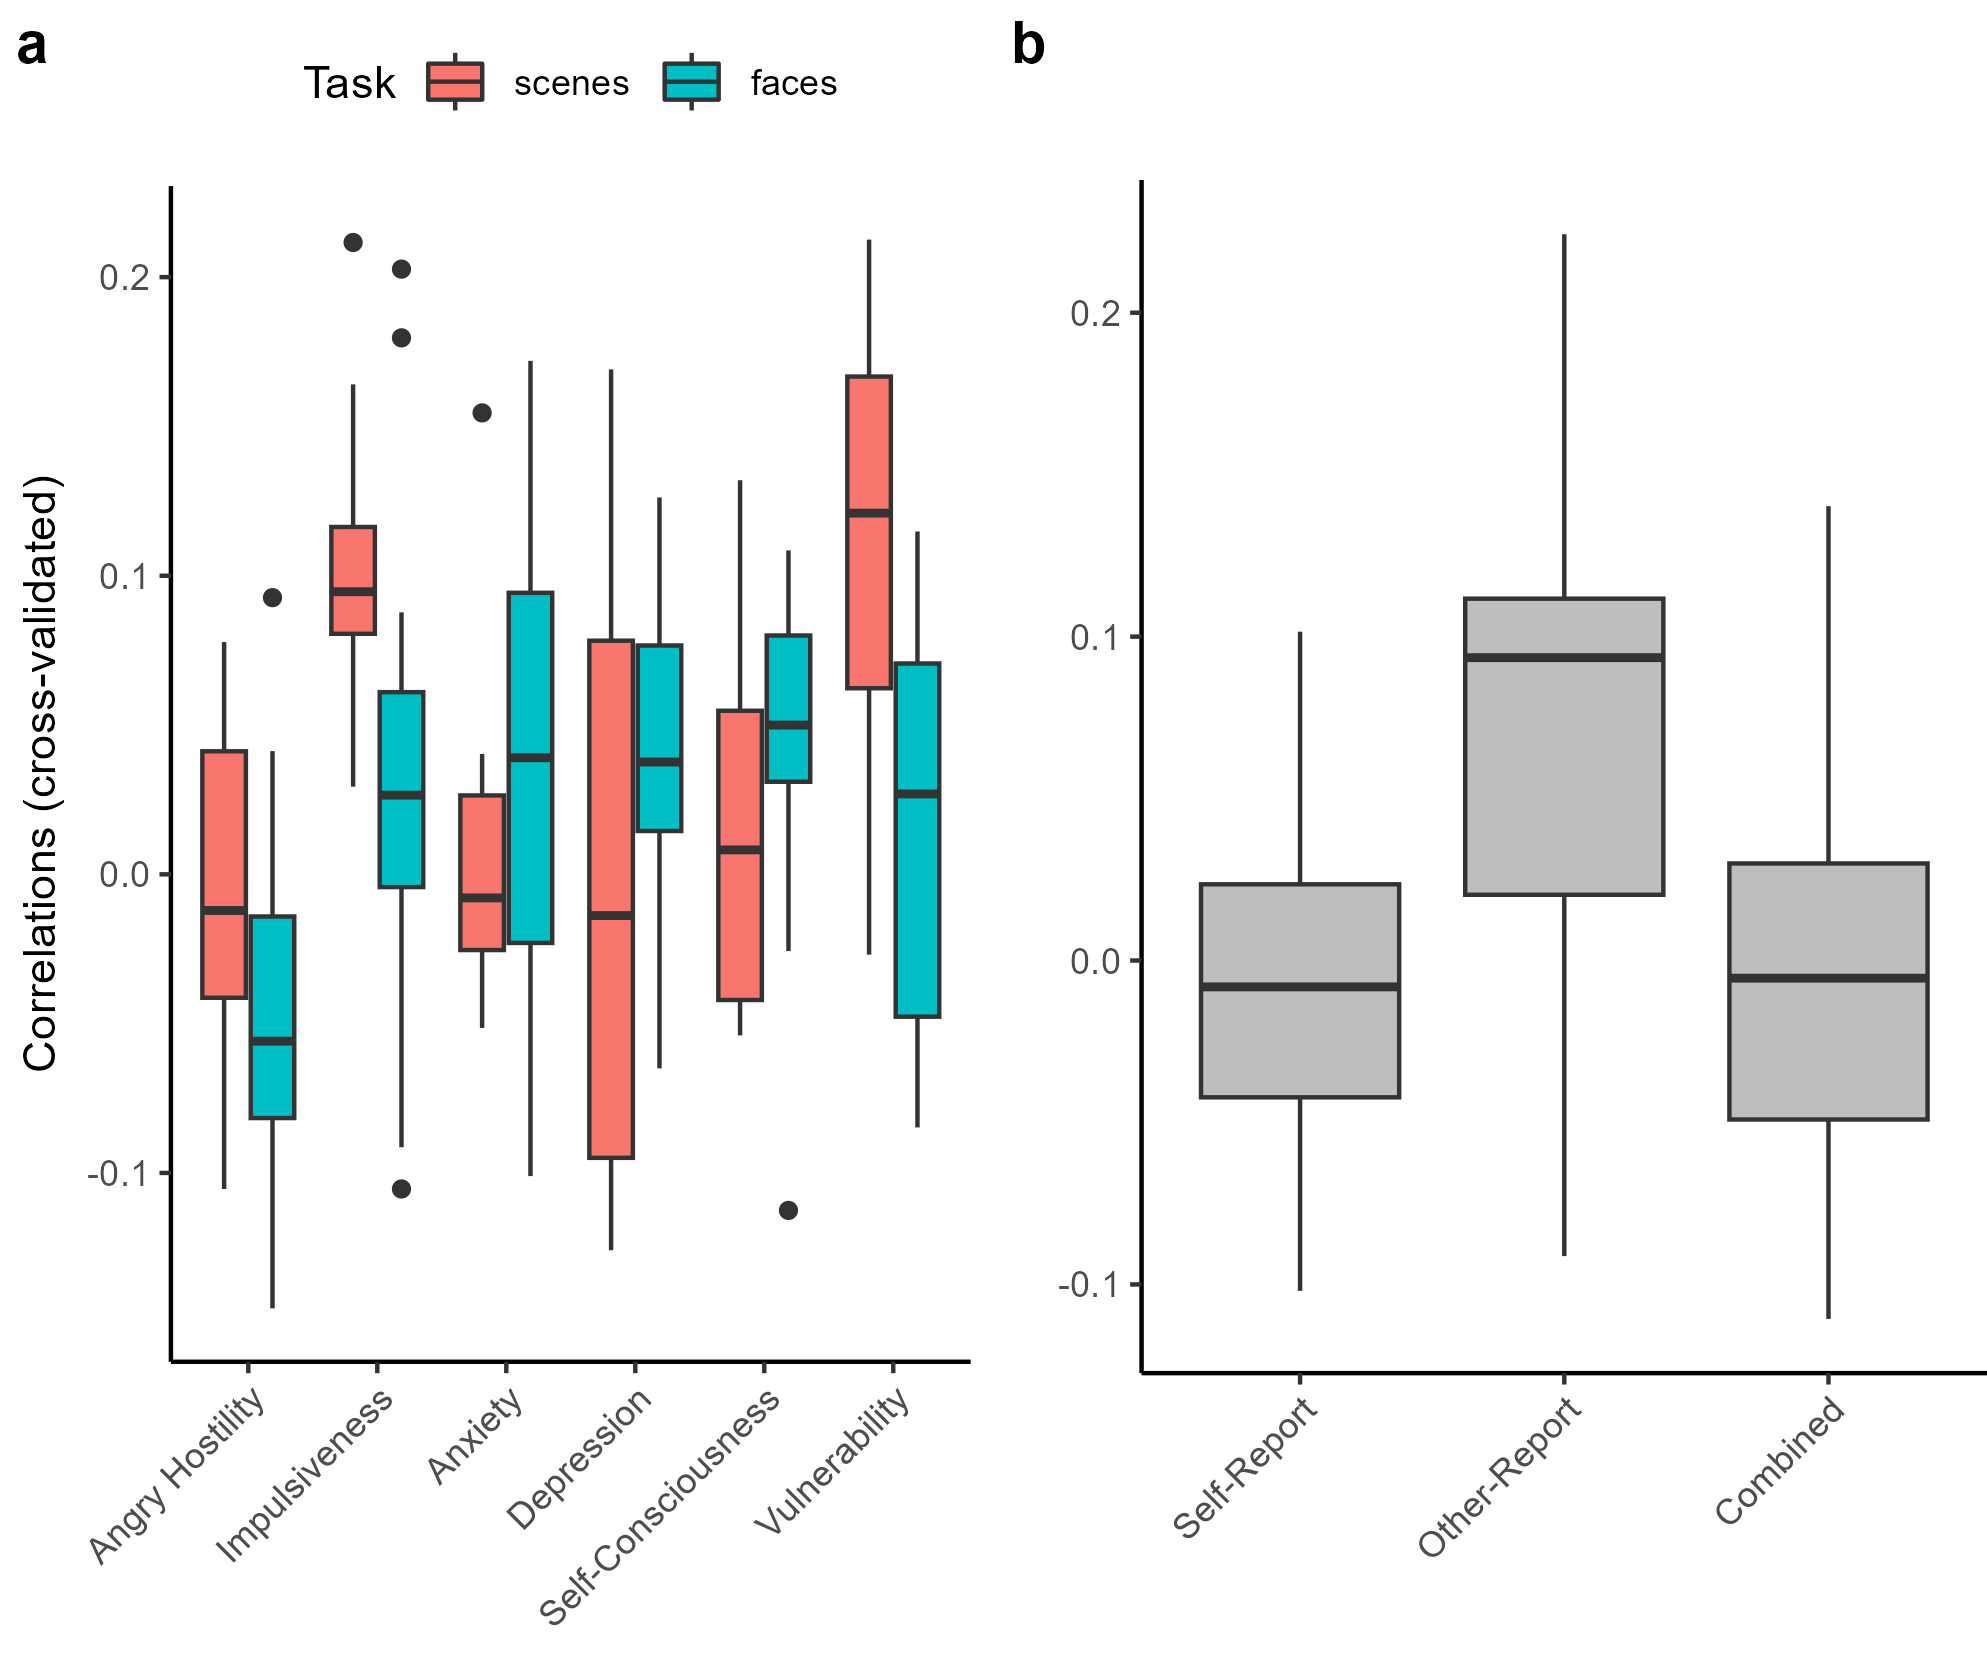 a
Task scenes faces
Correlations (cross-validated)
0.2
0.1
0.0
-0.1
Angry Hostility
Impulsiveness
Anxiety
Depression
Self-Consciousness
Vulnerability
b
0.2
0.1
0.0
-0.1
Self-Report
Other-Report
Combined